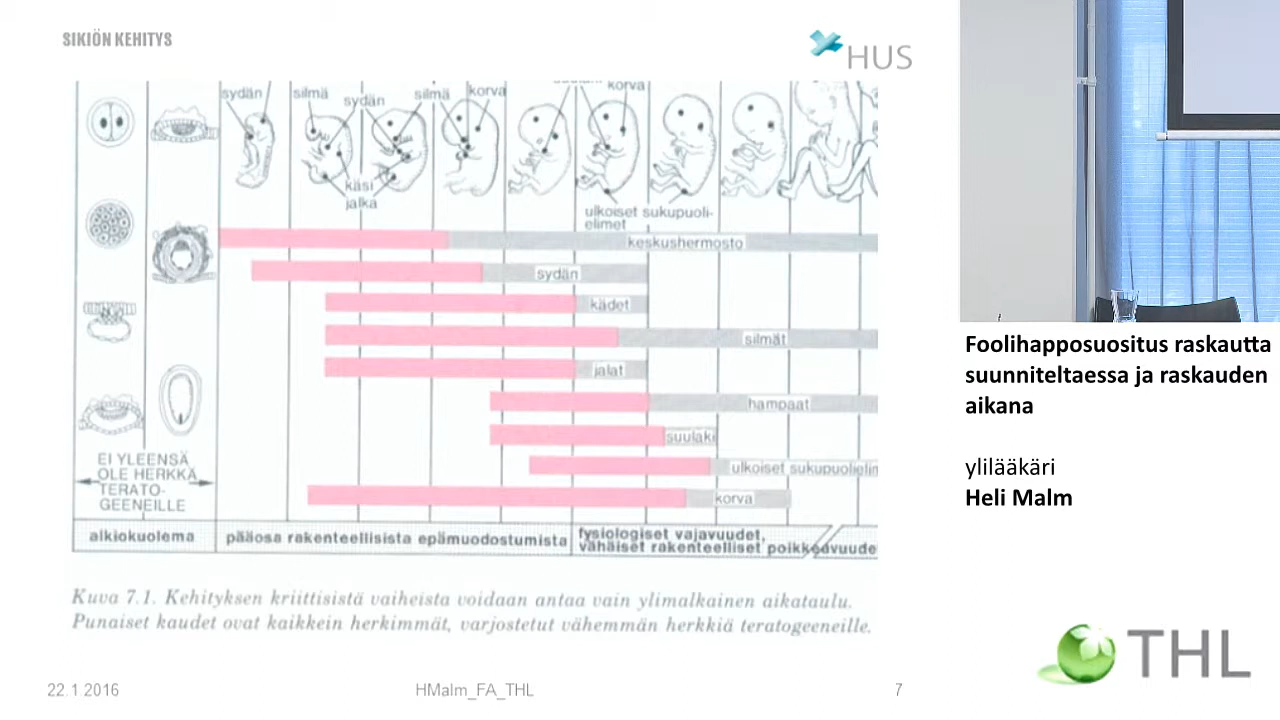 SIKIÖN KEHITYS
HUS
sydän
silmä
sydän
silmä
korva
korva
käsi
jalka
ulkoiset sukupuoli-
elimet
keskushermosto
sydän
kädet
silmät
jalat
hampaat
suulaki
ulkoiset sukupuolielin
korva
EI YLEENSÄ
OLE HERKKÄ
TERATO-
GEENEILLE
alkiokuolema
pääosa rakenteellisista epämuodostumista
fysiologiset vajavuudet,
vähäiset rakenteelliset poikkeavuude
Kuva 7.1. Kehityksen kriittisistä vaiheista voidaan antaa vain ylimalkainen aikataulu.
Punaiset kaudet ovat kaikkein herkimmät, varjostetut vähemmän herkkiä teratogeeneille.
22.1.2016
HMalm_FA_THL
7
Foolihapposuositus raskautta
suunniteltaessa ja raskauden
aikana
ylilääkäri
Heli Malm
THL